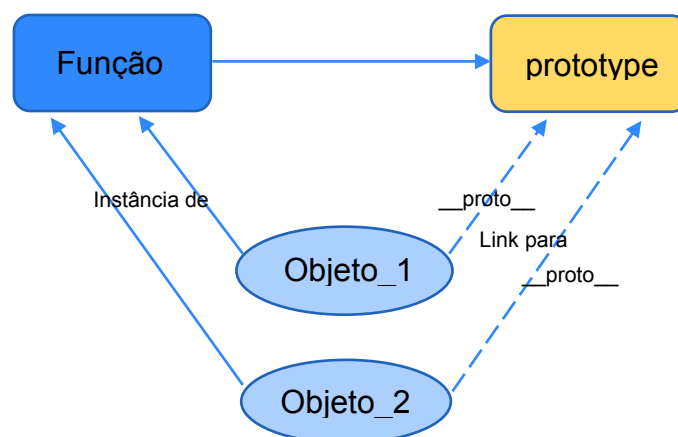 Função
prototype
Instância de
__proto__
Link para
Objeto_1
__proto__
Objeto_2